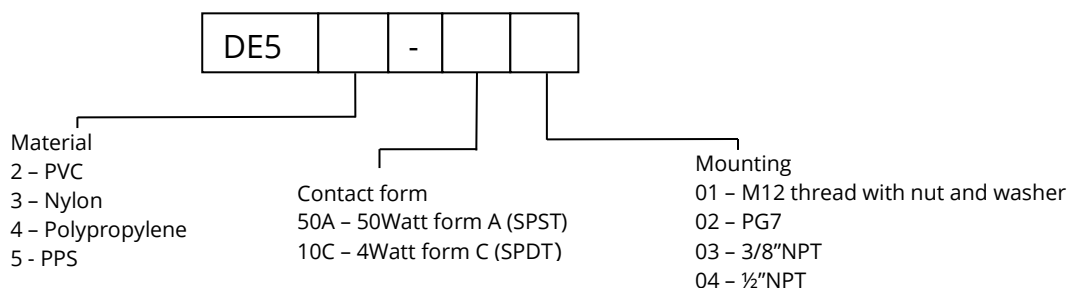 DE5 -
Material
2 – PVC
3 – Nylon
4 – Polypropylene
5 - PPS
Contact form
50A – 50Watt form A (SPST)
10C – 4Watt form C (SPDT)
Mounting
01 – M12 thread with nut and washer
02 – PG7
03 – 3/8”NPT
04 – ½”NPT